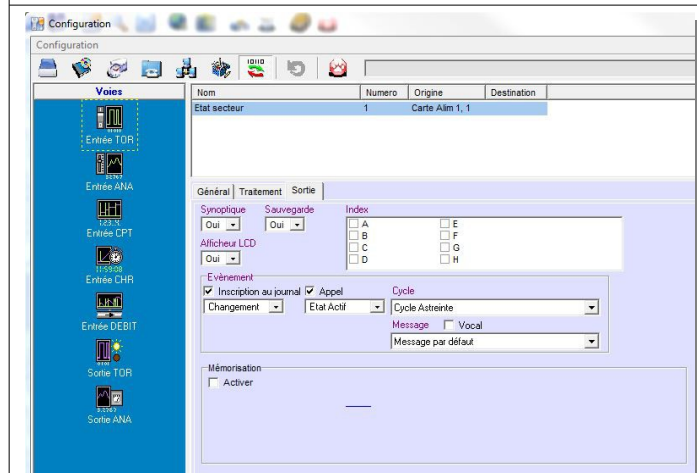 Configuration
Configuration
Voies
Entrée TOR
Entrée ANA
Entrée CPT
Entrée CHR
Entrée DEBIT
Sortie TOR
Sortie ANA
Nom Numero Origine Destination
Etat secteur 1 Carte Alim 1, 1
Général Traitement Sortie
Synoptique Sauvegarde Index
Oui Oui
A E
B F
C G
D H
Afficheur LCD
Oui
Evènement
Inscription au journal Appel Cycle
Changement Etat Actif Cycle Astreinte
Message Vocal
Message par défaut
Mémorisation
Activer